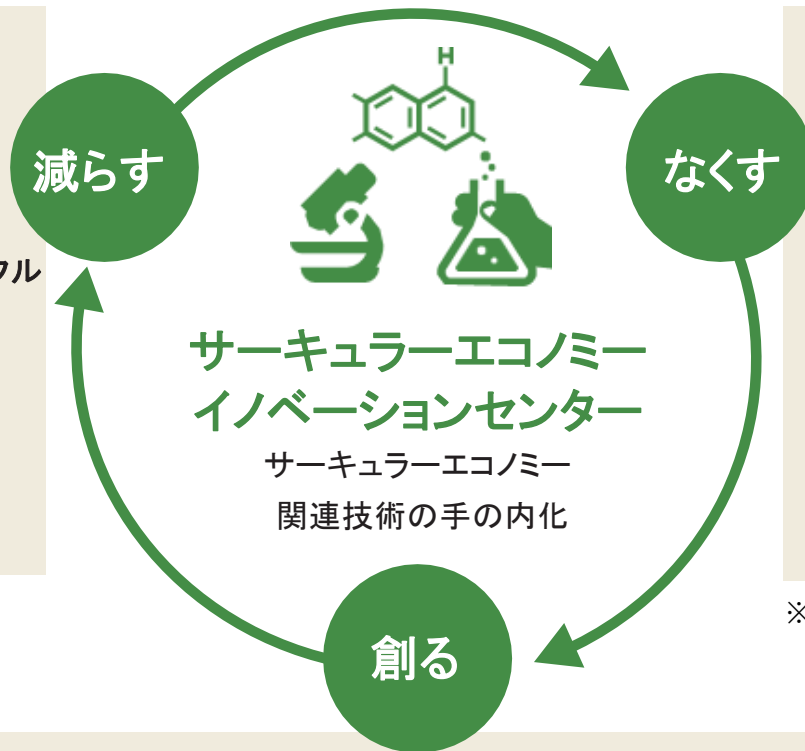 H
減らす
なくす
クル
サーキュラーエコノミー
イノベーションセンター
サーキュラーエコノミー
関連技術の手の内化
※
創る